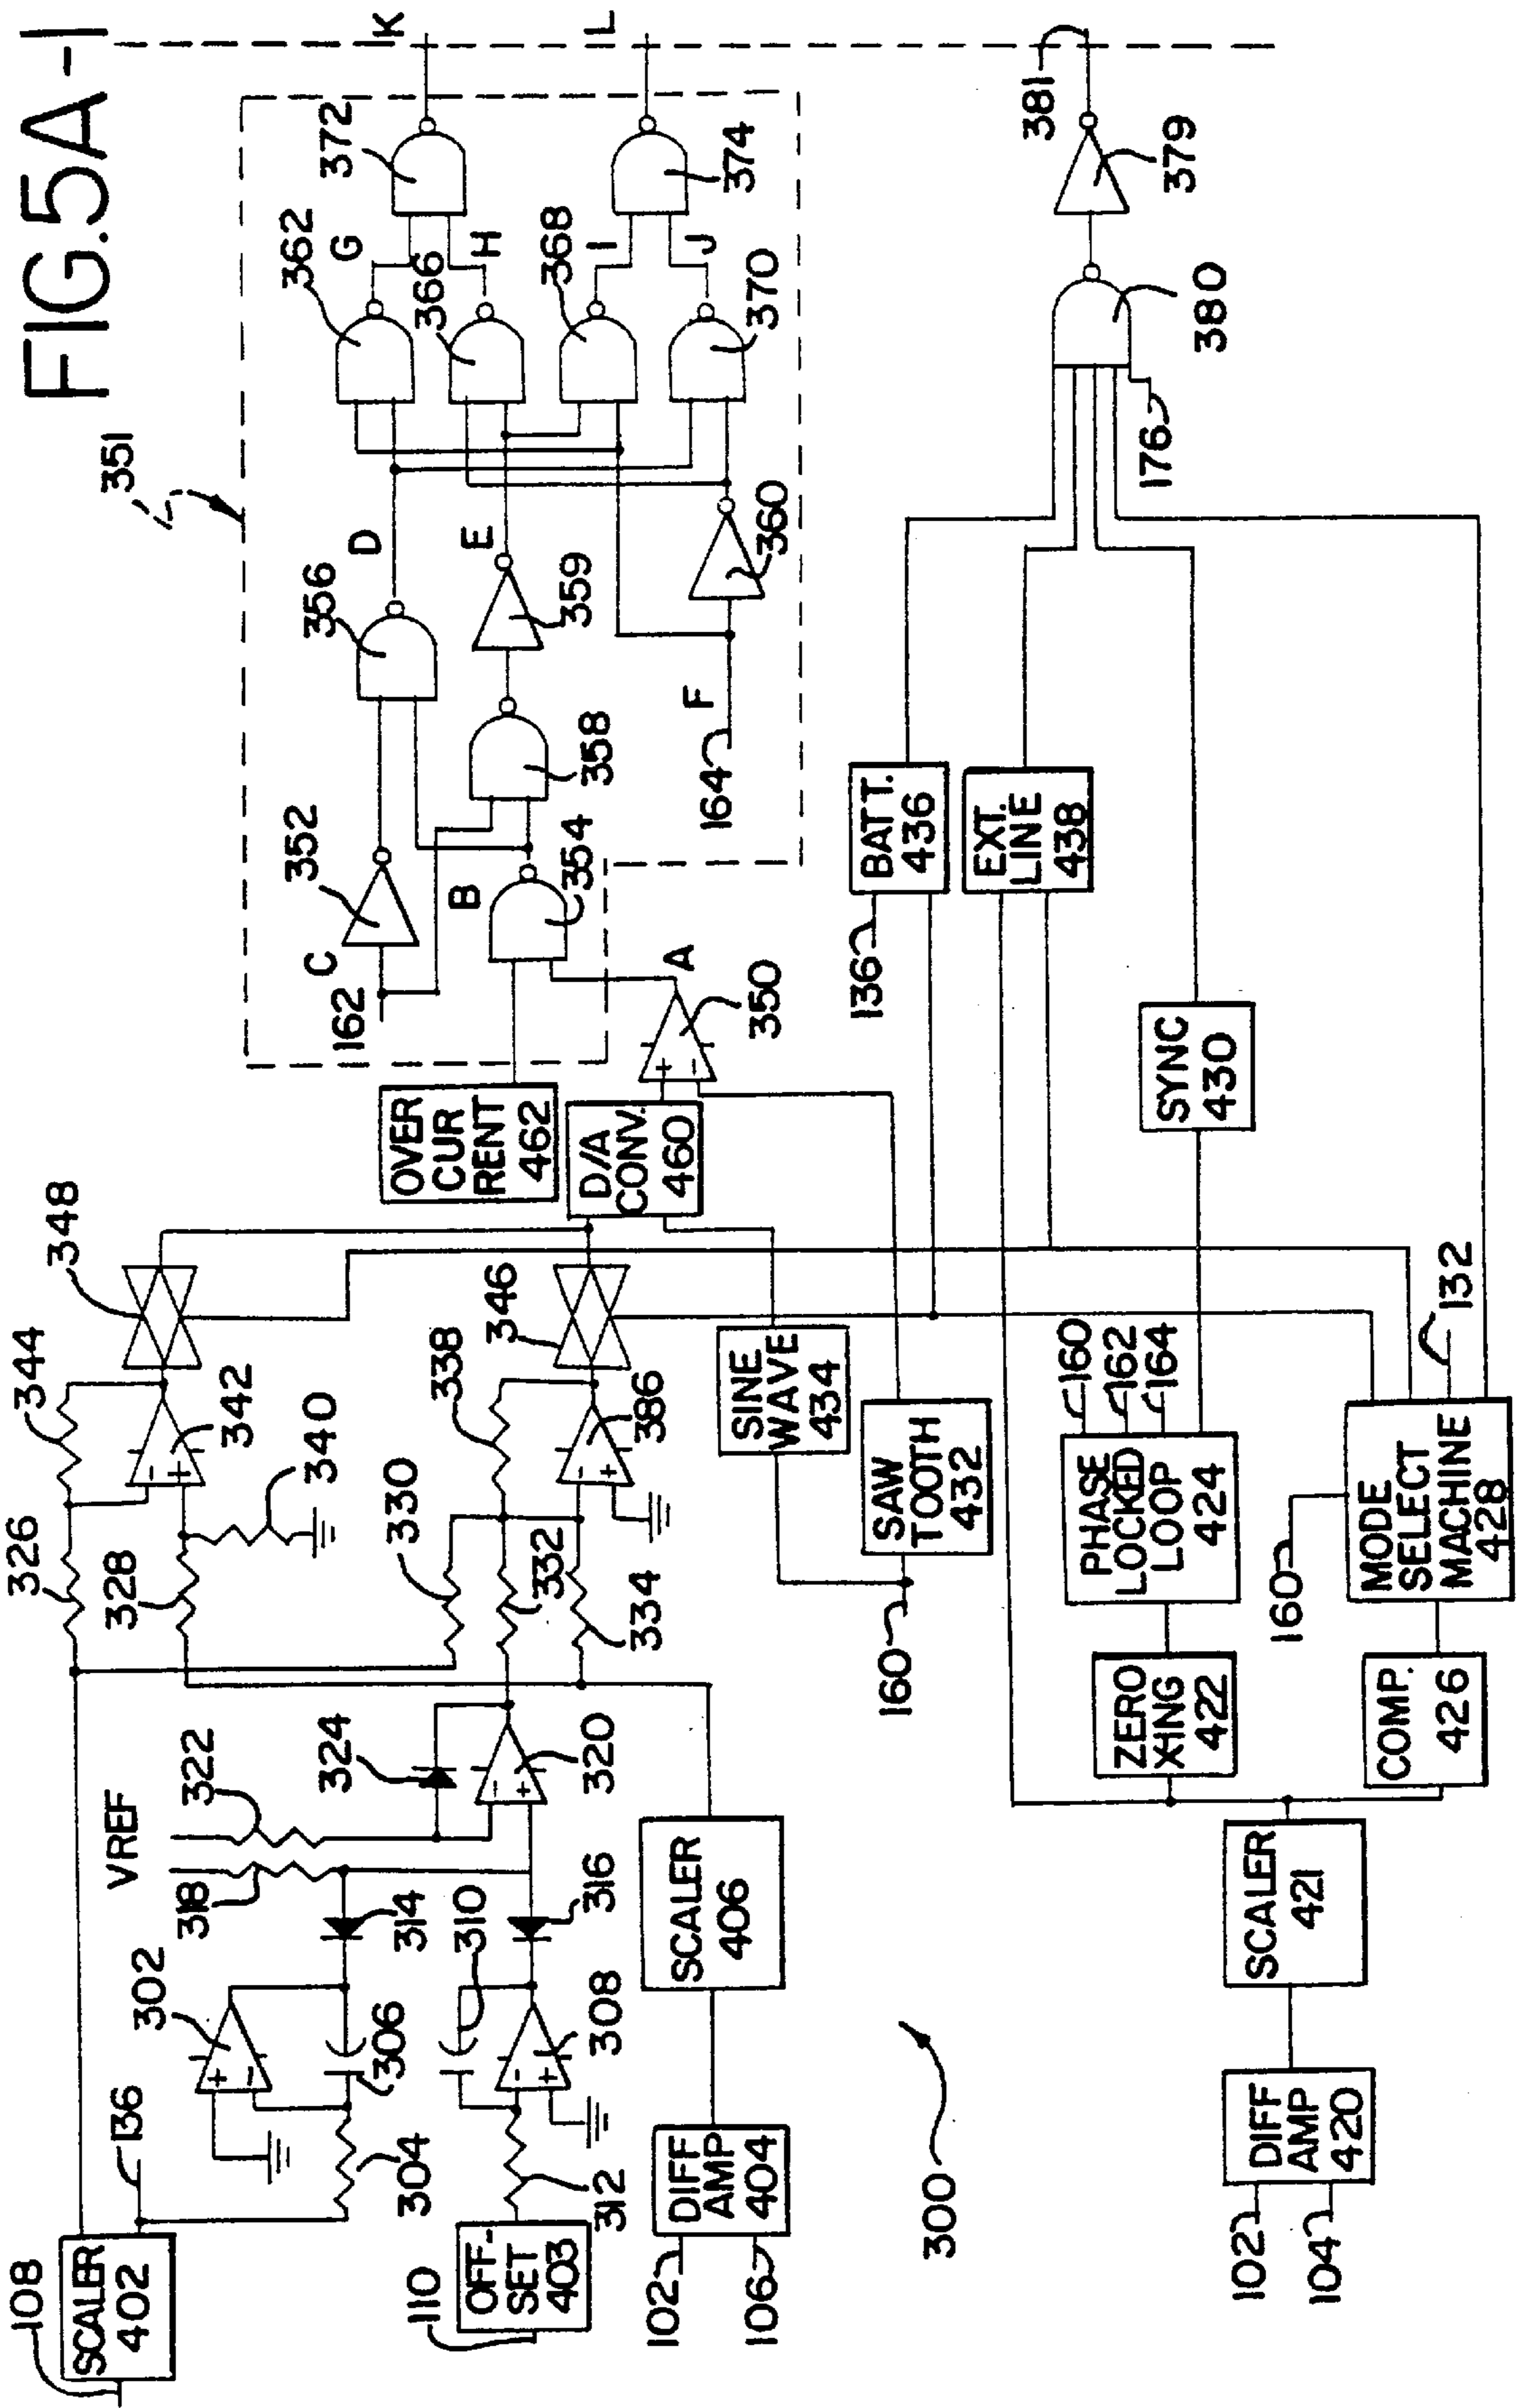 FIG.5A-1
351
K
L
372
374
G
H
I
J
362
366
368
370
D
E
F
356
358
359
360
164
352
354
C
B
162
A
350
OVER
CUR
RENT
462
D/A
CONV.
460
348
346
344
342
340
338
386
326
328
330
332
334
SINE
WAVE
434
SAW
TOOTH
432
160
VREF
322
318
324
320
314
316
310
302
306
308
304
312
136
108
SCALER
402
110
OFF-
SET
403
102
106
DIFF
AMP
404
SCALER
406
300
381
379
380
176
BATT.
436
136
EXT.
LINE
438
SYNC
430
160
162
164
PHASE
LOCKED
LOOP
424
ZERO
XING
422
132
160
MODE
SELECT
MACHINE
428
COMP.
426
SCALER
421
DIFF
AMP
420
102
104